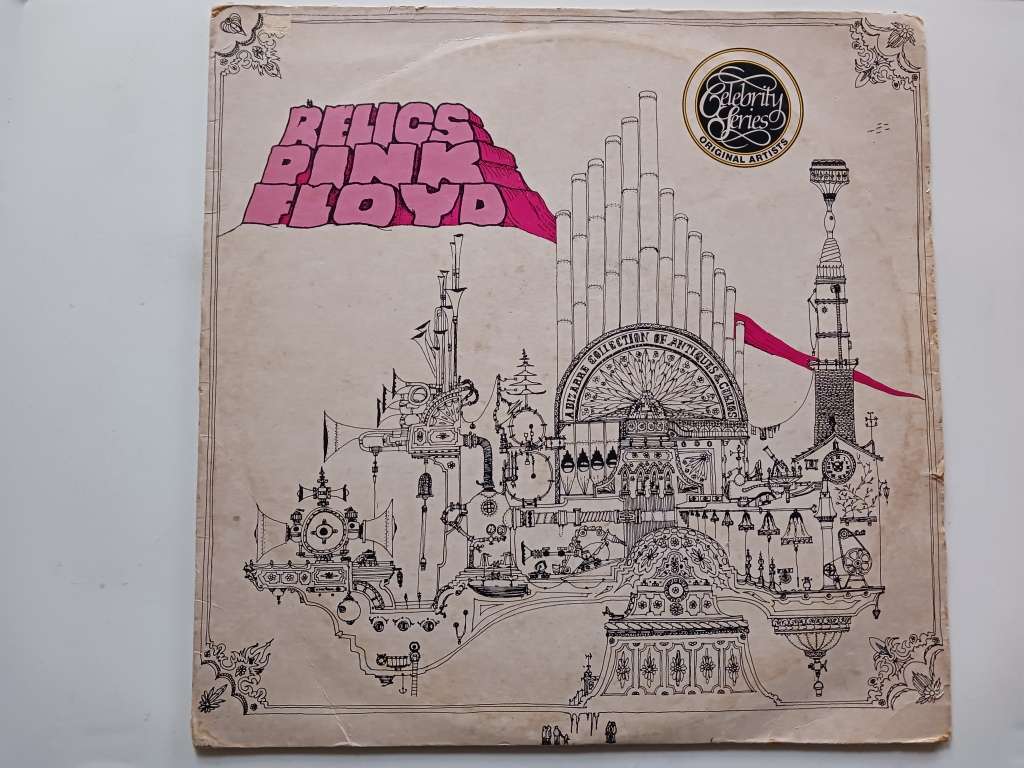 RELICS
PINK
FLOYD
Celebrity
Series
ORIGINAL ARTISTS
A BIZARRE COLLECTION OF ANTIQUES & CURIOS